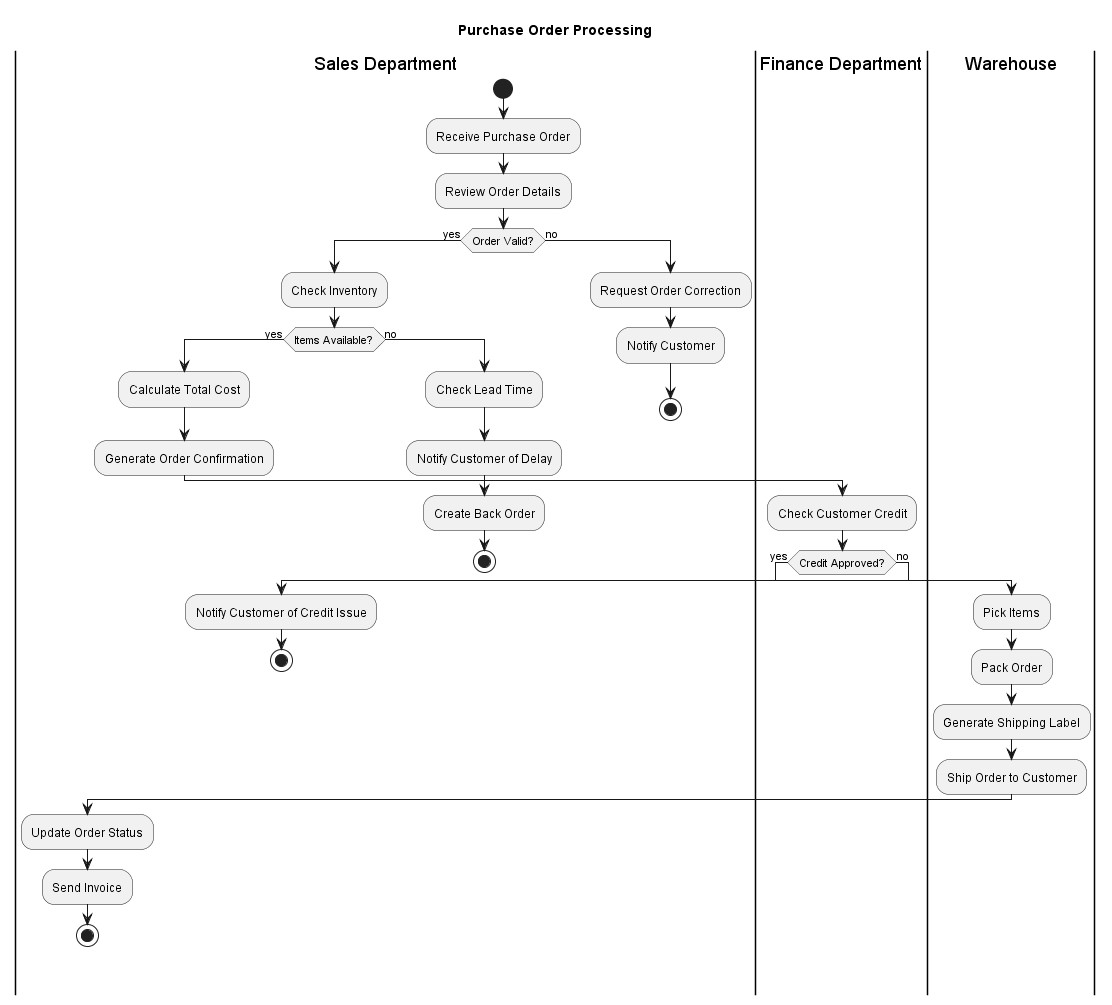 Purchase Order Processing
Sales Department
Finance Department
Warehouse
Receive Purchase Order
Review Order Details
yes
Order Valid?
no
Check Inventory
Request Order Correction
yes
Items Available?
no
Notify Customer
Calculate Total Cost
Check Lead Time
Generate Order Confirmation
Notify Customer of Delay
Create Back Order
Check Customer Credit
yes
Credit Approved?
no
Notify Customer of Credit Issue
Pick Items
Pack Order
Generate Shipping Label
Ship Order to Customer
Update Order Status
Send Invoice